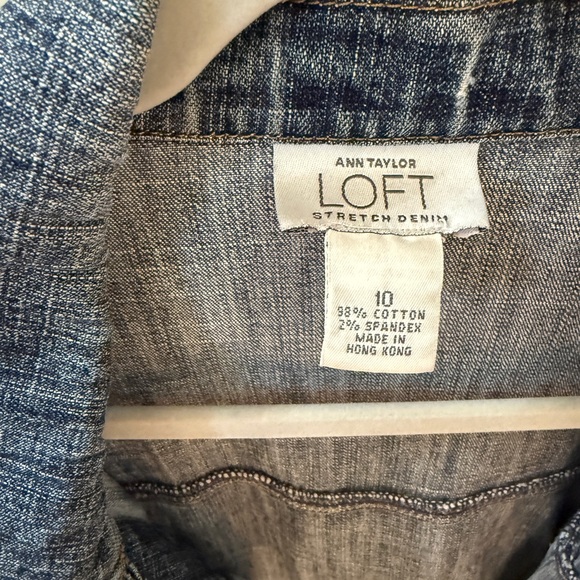 ANN TAYLOR
LOFT
STRETCH DENIM
10
98% COTTON
2% SPANDEX
MADE IN
HONG KONG